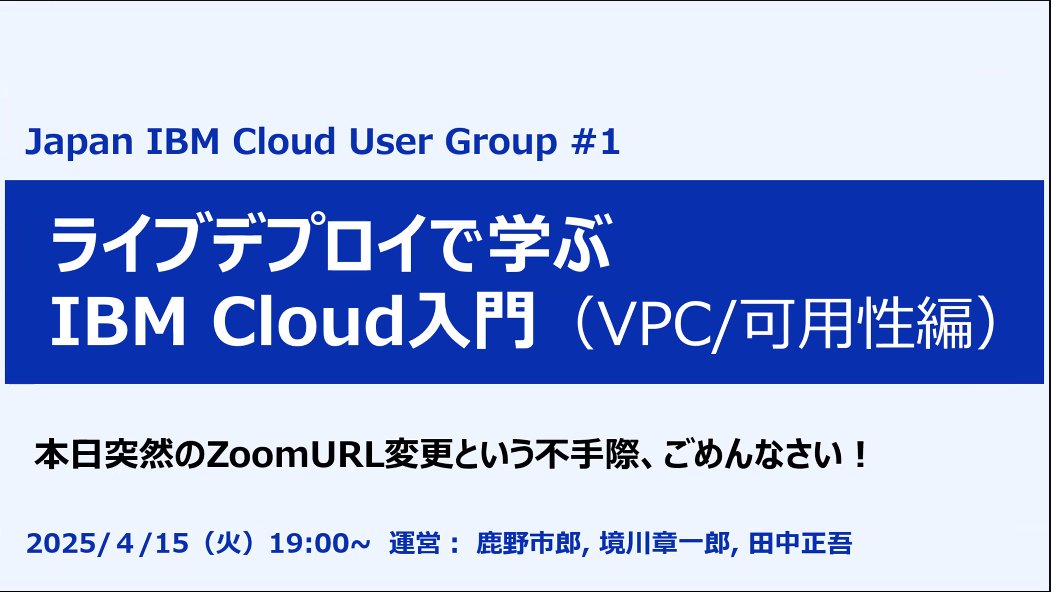 Japan IBM Cloud User Group #1
ライブデプロイで学ぶ
IBM Cloud入門（VPC/可用性編）
本日突然のZoomURL変更という不手際、ごめんなさい！
2025/４/15（火）19:00~ 運営： 鹿野市郎, 境川章一郎, 田中正吾